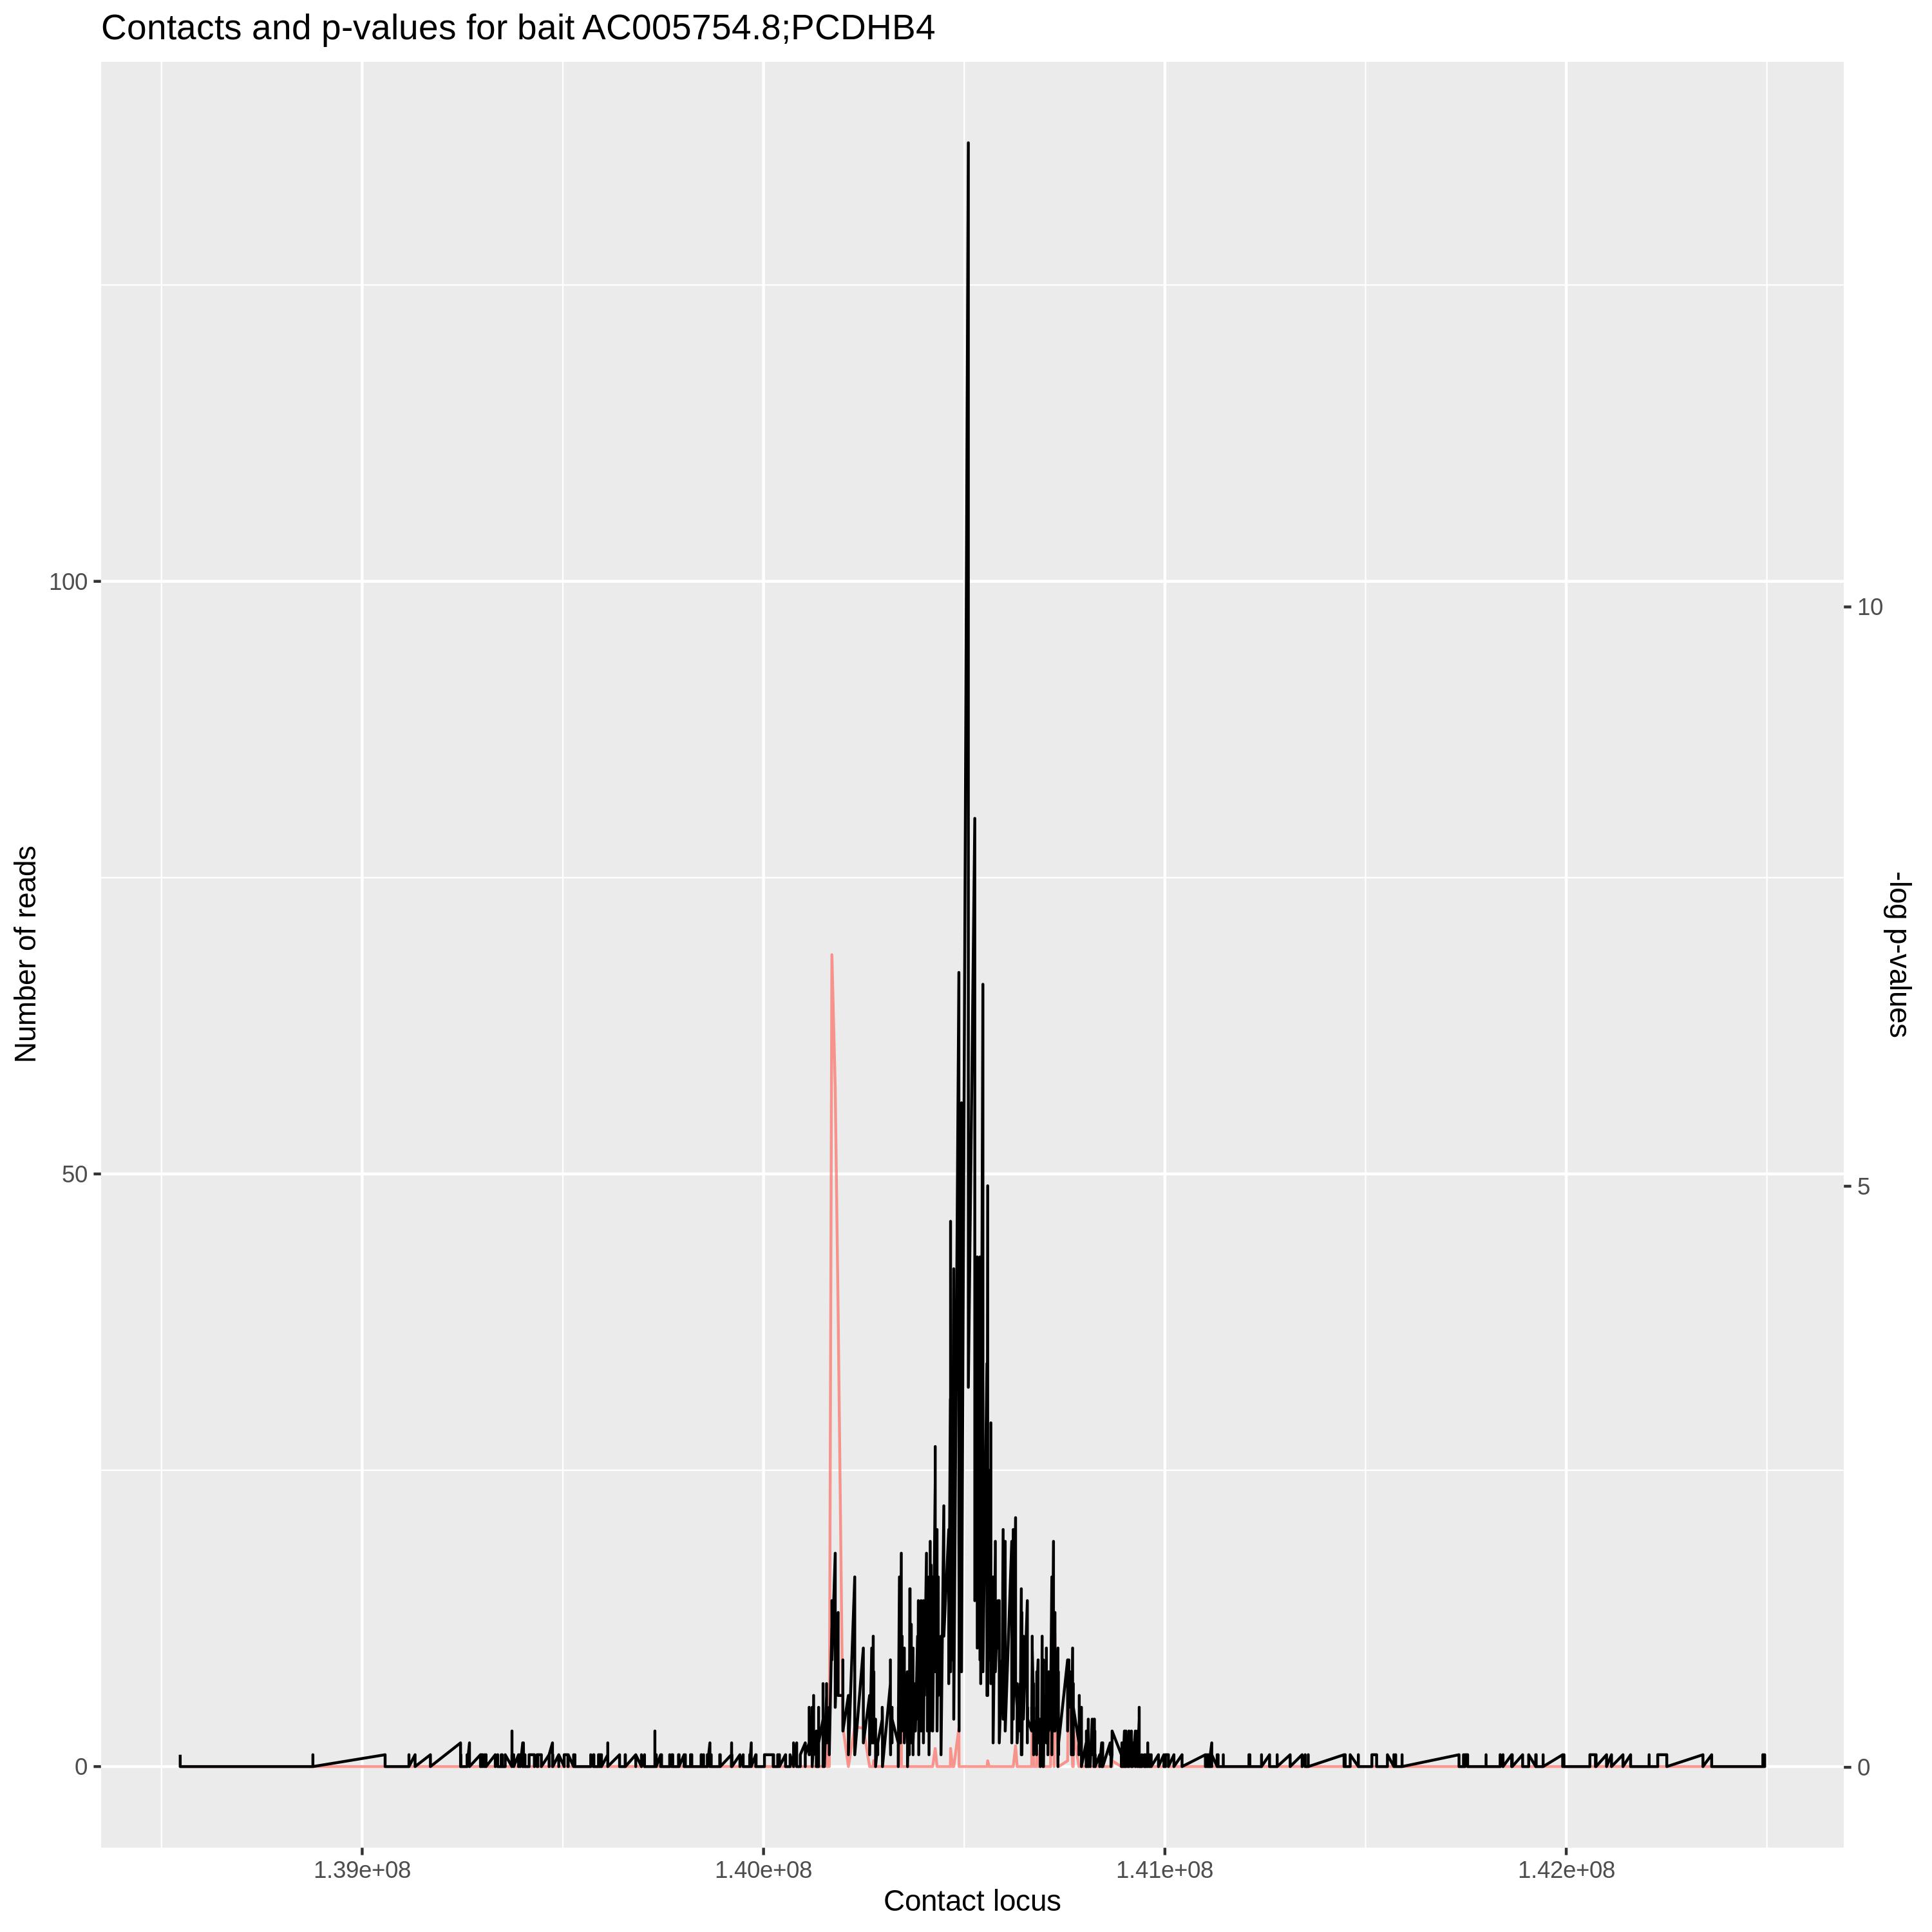 Contacts and p-values for bait AC005754.8;PCDHB4
Number of reads
100
50
0
10
5
0
-log p-values
1.39e+08
1.40e+08
1.41e+08
1.42e+08
Contact locus